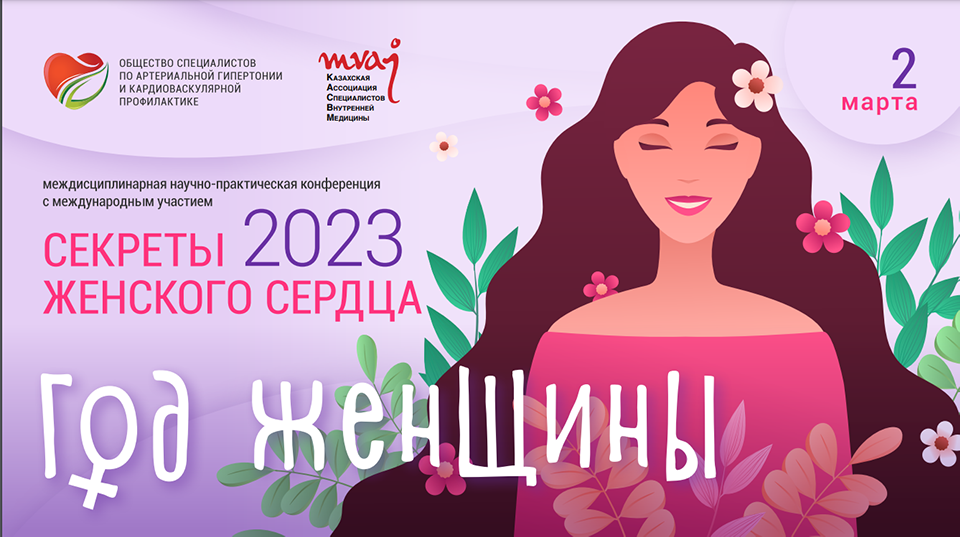 ОБЩЕСТВО СПЕЦИАЛИСТОВ
ПО АРТЕРИАЛЬНОЙ ГИПЕРТОНИИ
И КАРДИОВАСКУЛЯРНОЙ
ПРОФИЛАКТИКЕ
mvaj
КАЗАХСКАЯ
АССОЦИАЦИЯ
СПЕЦИАЛИСТОВ
ВНУТРЕННЕЙ
МЕДИЦИНЫ
2
марта
междисциплинарная научно-практическая конференция
с международным участием
СЕКРЕТЫ 2023
ЖЕНСКОГО СЕРДЦА
ГОД ЖЕНЩИНЫ